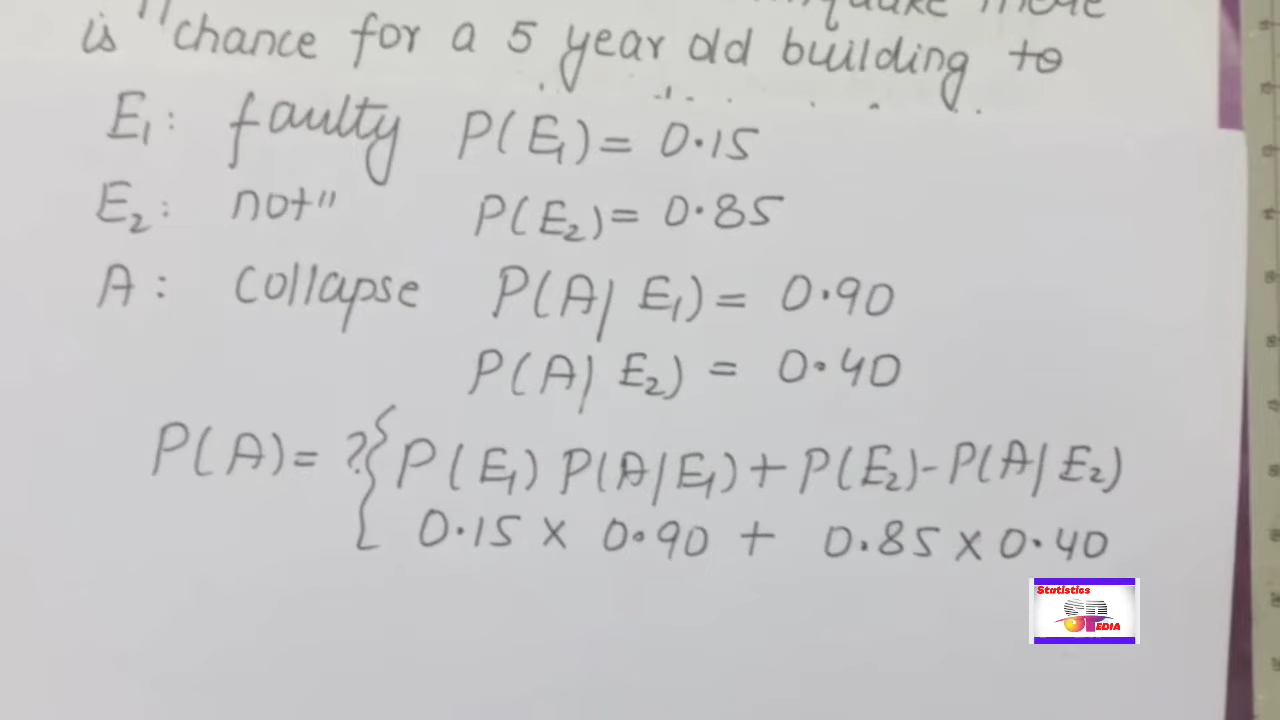 is "chance for a 5 year old building to
E₁: faulty P(E₁) = 0.15
E₂: not" P(E₂) = 0.85
A: collapse P(A/E₁) = 0.90
P(A/E₂) = 0.40
P(A) = ? { P(E₁) P(A/E₁) + P(E₂) - P(A/E₂)
0.15 × 0.90 + 0.85 × 0.40
Statistics
EDIA